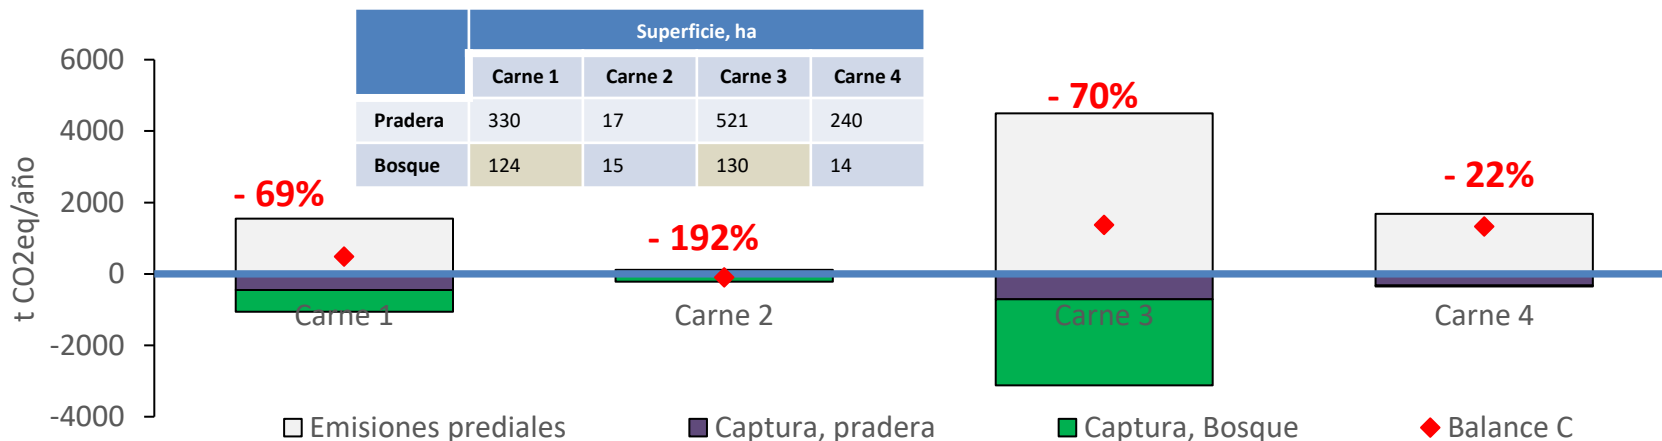 Superficie, ha
Carne 1 Carne 2 Carne 3 Carne 4
Pradera 330 17 521 240
Bosque 124 15 130 14
t CO2eq/año
6000
4000
2000
0
-2000
-4000
- 69%
- 192%
- 70%
- 22%
Carne 1 Carne 2 Carne 3 Carne 4
Emisiones prediales Captura, pradera Captura, Bosque Balance C